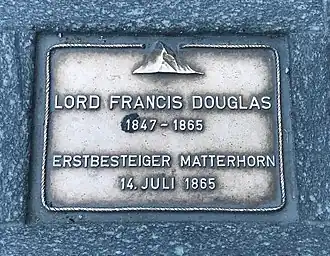 LORD FRANCIS DOUGLAS
1847 – 1865
ERSTBESTEIGER MATTERHORN
14. JULI 1865